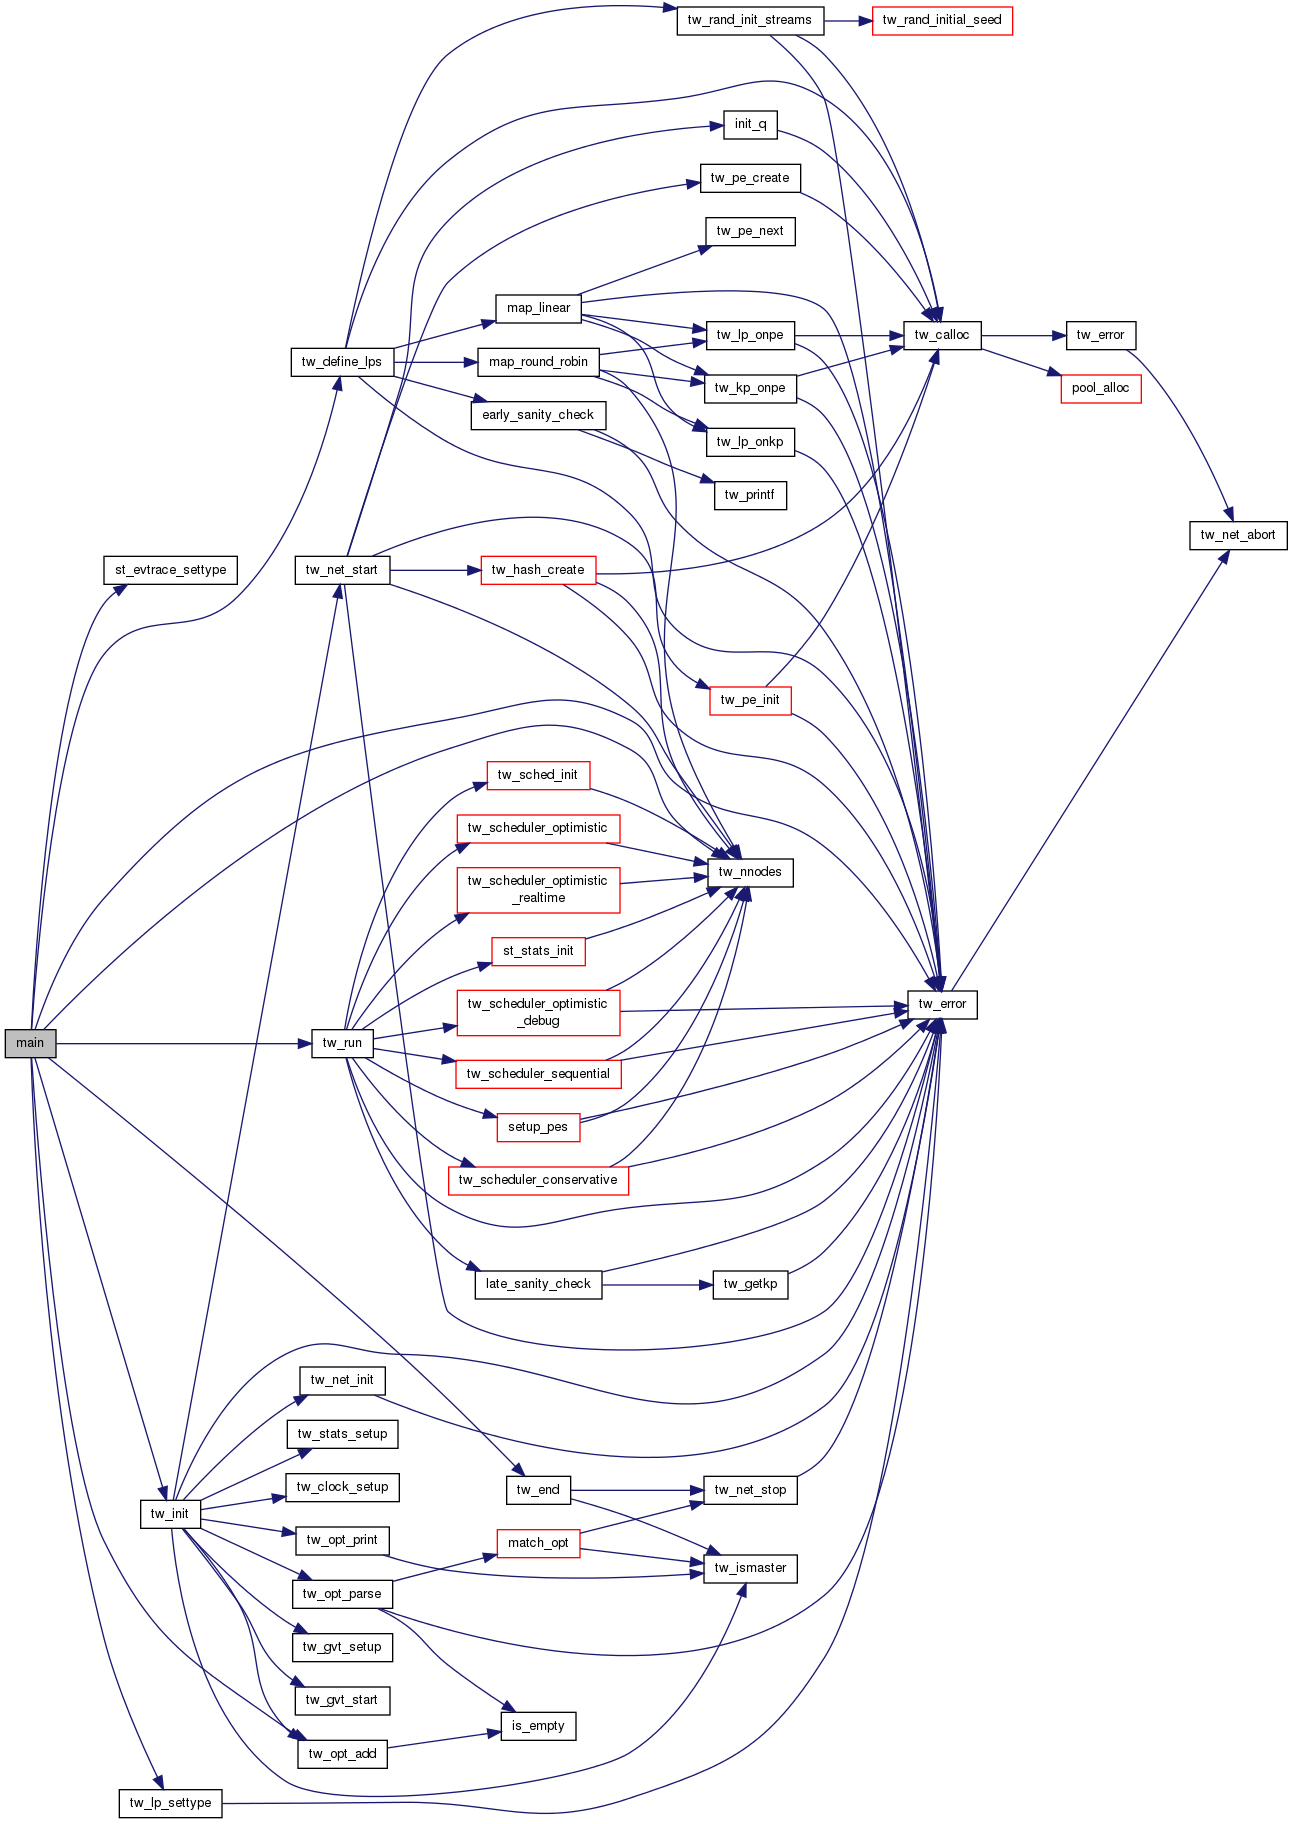 tw_rand_init_streams
tw_rand_initial_seed
init_q
tw_pe_create
tw_pe_next
map_linear
tw_lp_onpe
tw_calloc
tw_error
tw_define_lps
map_round_robin
tw_kp_onpe
pool_alloc
early_sanity_check
tw_lp_onkp
tw_printf
tw_net_abort
st_evtrace_settype
tw_net_start
tw_hash_create
tw_pe_init
tw_sched_init
tw_scheduler_optimistic
tw_nnodes
tw_scheduler_optimistic
_realtime
st_stats_init
tw_scheduler_optimistic
_debug
tw_error
main
tw_run
tw_scheduler_sequential
setup_pes
tw_scheduler_conservative
late_sanity_check
tw_getkp
tw_net_init
tw_stats_setup
tw_clock_setup
tw_end
tw_net_stop
tw_init
tw_opt_print
match_opt
tw_ismaster
tw_opt_parse
tw_gvt_setup
tw_gvt_start
is_empty
tw_opt_add
tw_lp_settype